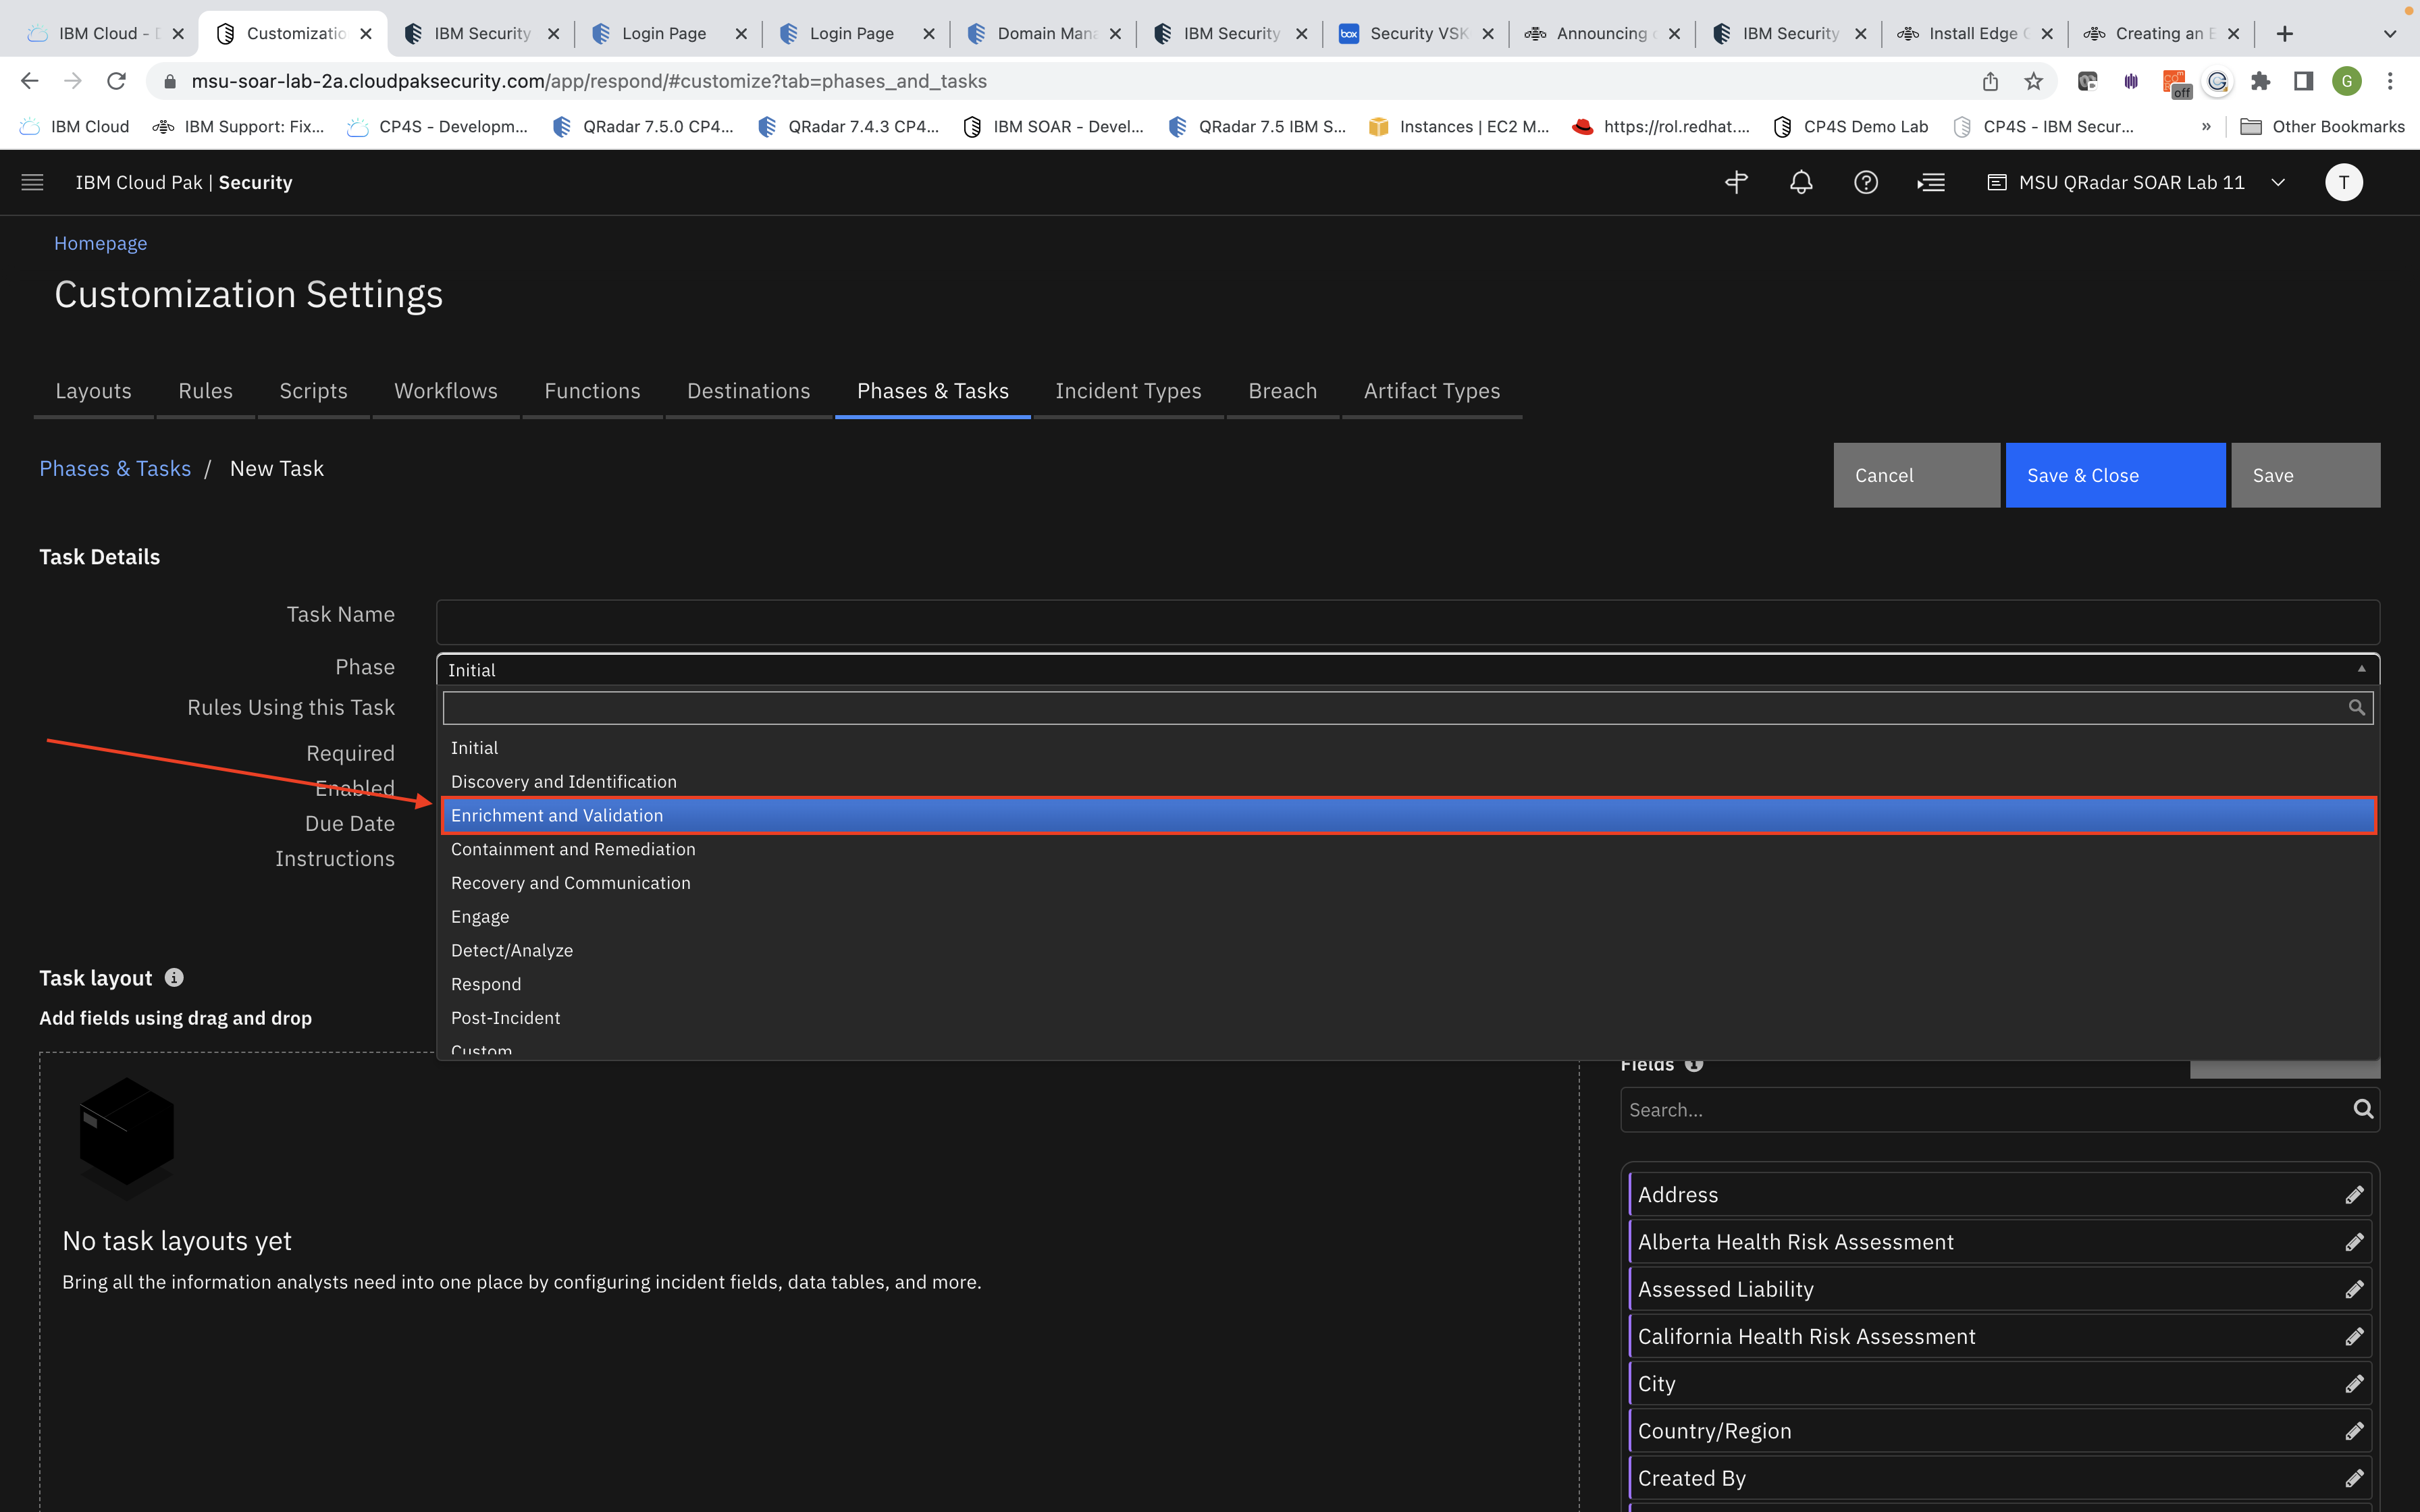 IBM Cloud - D
Customizatio
IBM Security
Login Page
Login Page
Domain Mana
IBM Security
box Security VSK
Announcing
IBM Security
Install Edge
Creating an E
msu-soar-lab-2a.cloudpaksecurity.com/app/respond/#customize?tab=phases_and_tasks
off
G
IBM Cloud
IBM Support: Fix...
CP4S - Developm...
QRadar 7.5.0 CP4...
QRadar 7.4.3 CP4...
IBM SOAR - Devel...
QRadar 7.5 IBM S...
Instances | EC2 M...
https://rol.redhat....
CP4S Demo Lab
CP4S - IBM Secur...
»
Other Bookmarks
IBM Cloud Pak | Security
MSU QRadar SOAR Lab 11
T
Homepage
Customization Settings
Layouts
Rules
Scripts
Workflows
Functions
Destinations
Phases & Tasks
Incident Types
Breach
Artifact Types
Phases & Tasks / New Task
Cancel
Save & Close
Save
Task Details
Task Name
Phase
Initial
Rules Using this Task
Required
Enabled
Due Date
Instructions
Initial
Discovery and Identification
Enrichment and Validation
Containment and Remediation
Recovery and Communication
Engage
Detect/Analyze
Respond
Post-Incident
Custom
Task layout
Add fields using drag and drop
No task layouts yet
Bring all the information analysts need into one place by configuring incident fields, data tables, and more.
Fields
Search...
Address
Alberta Health Risk Assessment
Assessed Liability
California Health Risk Assessment
City
Country/Region
Created By